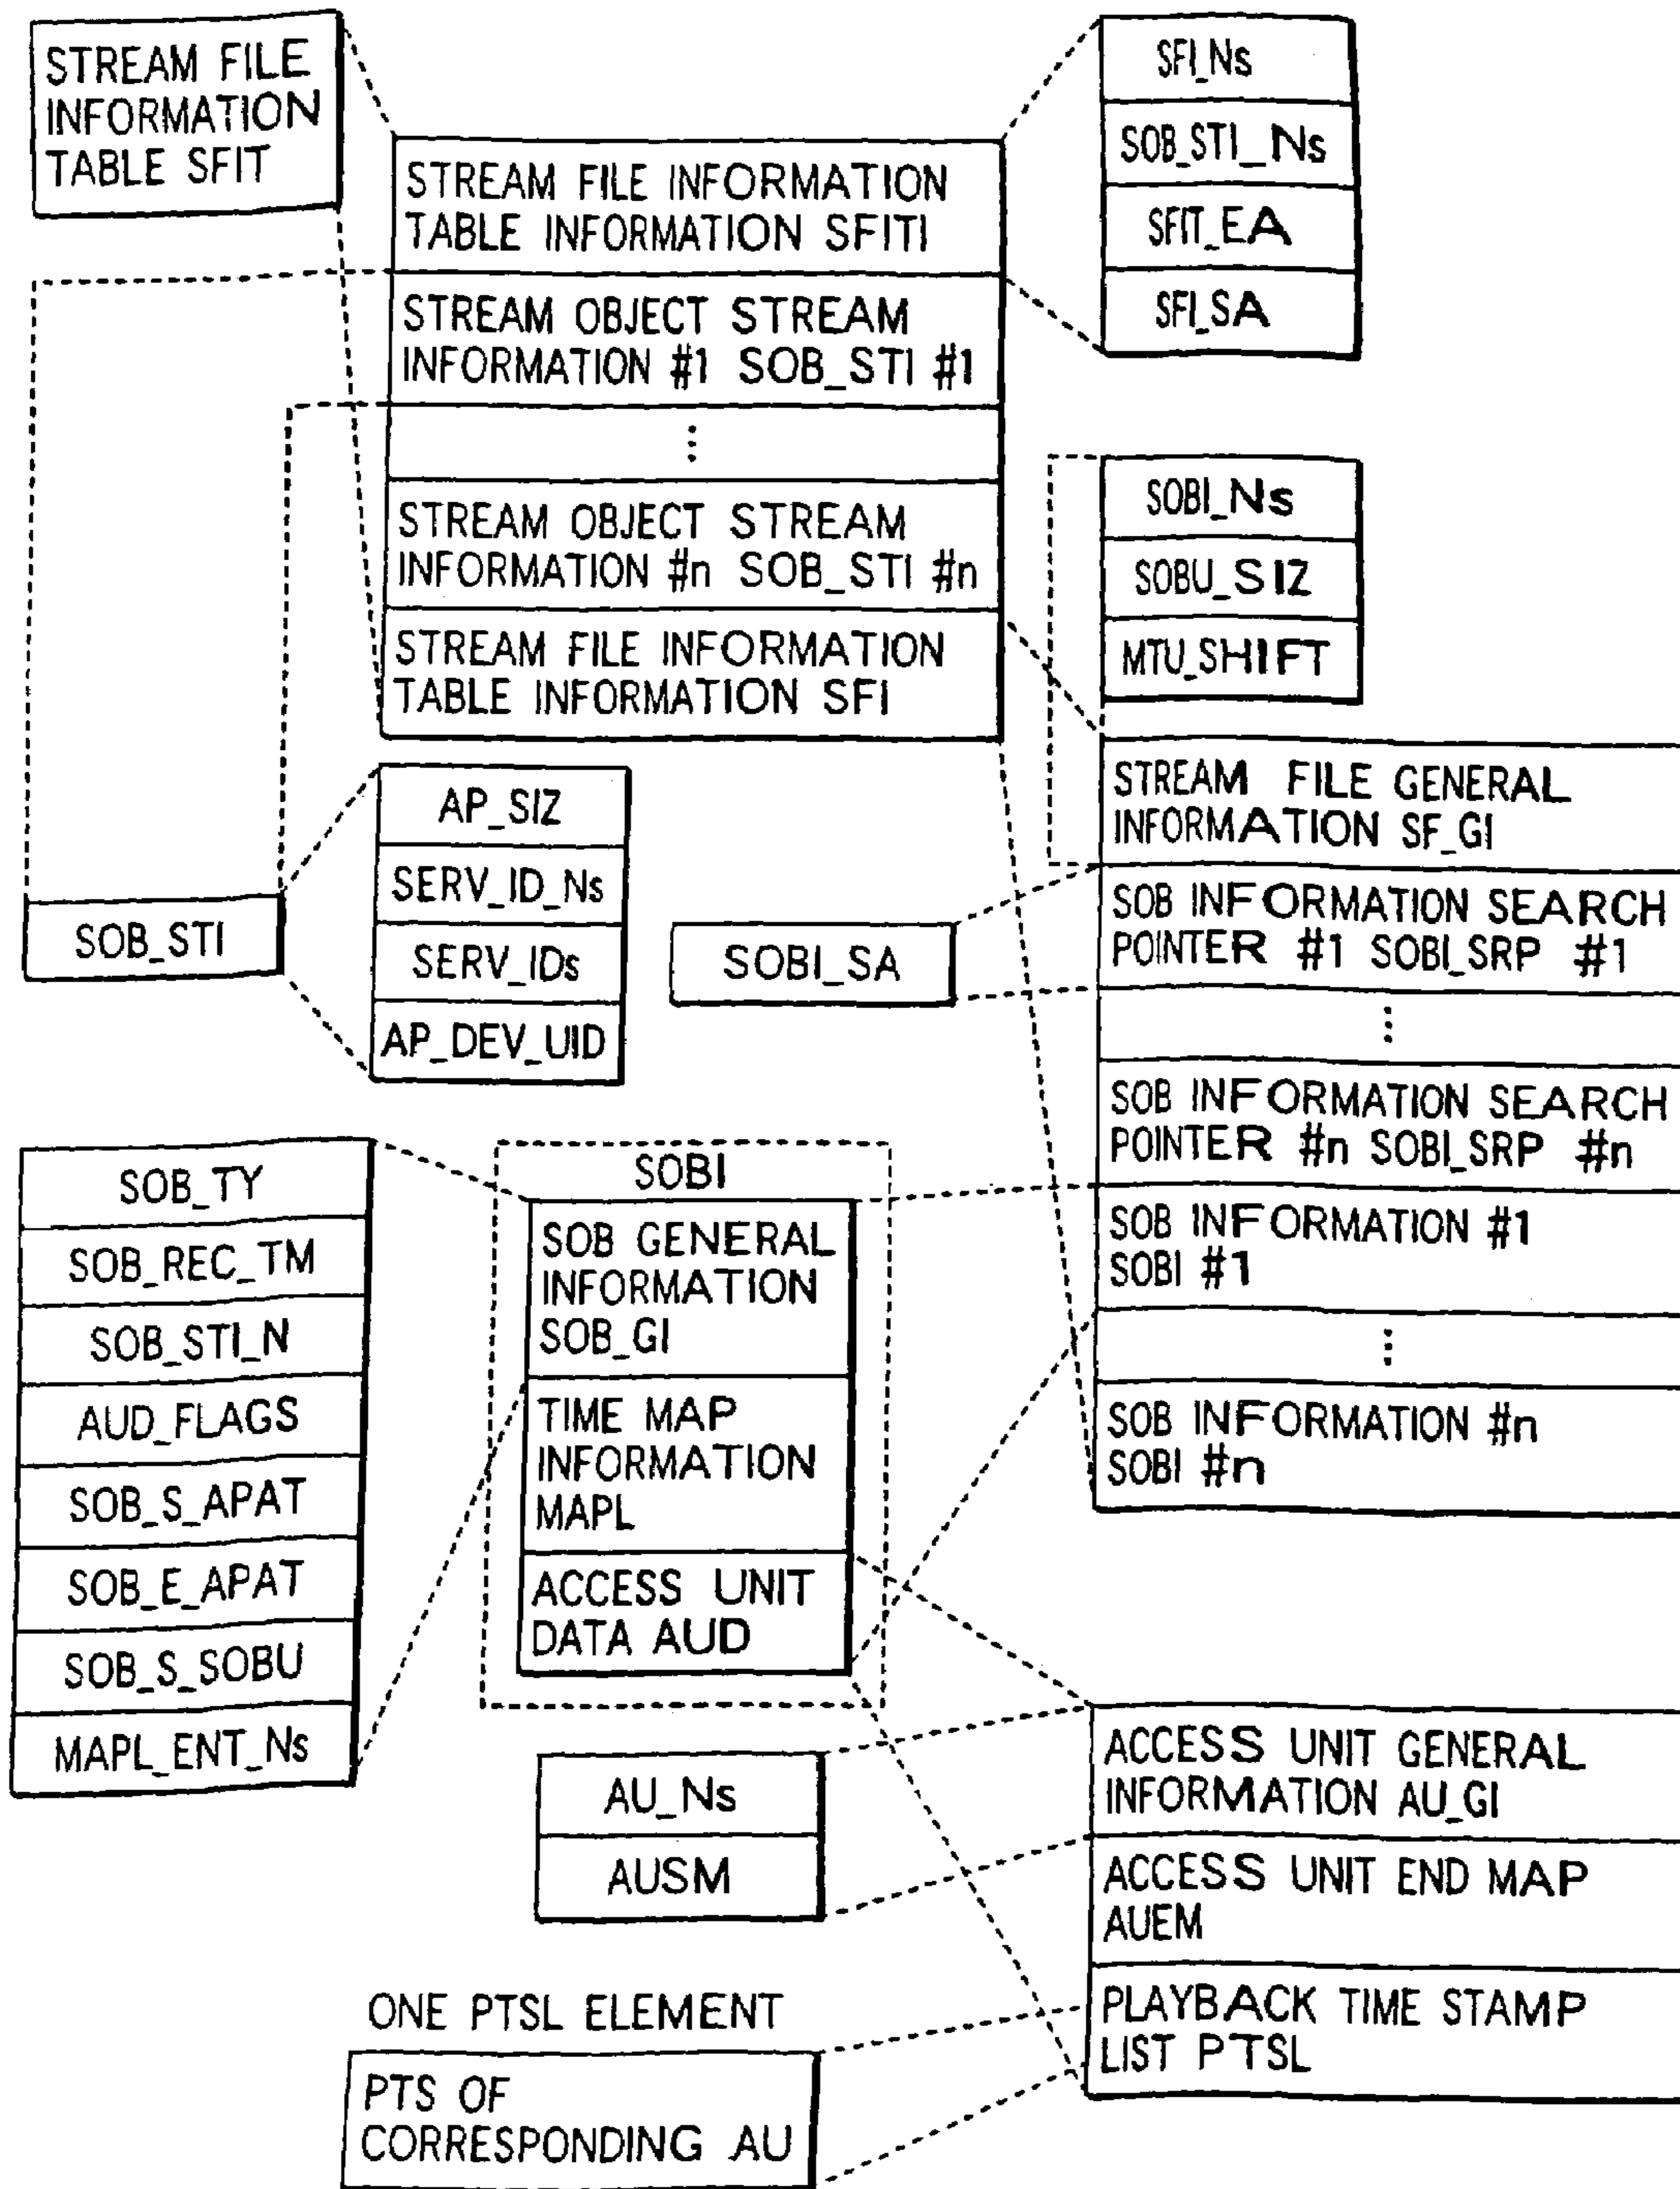 STREAM FILE
INFORMATION
TABLE SFIT
STREAM FILE INFORMATION
TABLE INFORMATION SFITI
STREAM OBJECT STREAM
INFORMATION #1 SOB_STI #1
⋮
STREAM OBJECT STREAM
INFORMATION #n SOB_STI #n
STREAM FILE INFORMATION
TABLE INFORMATION SFI
SFI_Ns
SOB_STI_Ns
SFIT_EA
SFI_SA
SOBI_Ns
SOBU_SIZ
MTU_SHIFT
STREAM FILE GENERAL
INFORMATION SF_GI
SOB INFORMATION SEARCH
POINTER #1 SOBI_SRP #1
⋮
SOB INFORMATION SEARCH
POINTER #n SOBI_SRP #n
SOB INFORMATION #1
SOBI #1
⋮
SOB INFORMATION #n
SOBI #n
SOB_STI
AP_SIZ
SERV_ID_Ns
SERV_IDs
AP_DEV_UID
SOBI_SA
SOB_TY
SOB_REC_TM
SOB_STI_N
AUD_FLAGS
SOB_S_APAT
SOB_E_APAT
SOB_S_SOBU
MAPL_ENT_Ns
SOBI
SOB GENERAL
INFORMATION
SOB_GI
TIME MAP
INFORMATION
MAPL
ACCESS UNIT
DATA AUD
AU_Ns
AUSM
ACCESS UNIT GENERAL
INFORMATION AU_GI
ACCESS UNIT END MAP
AUEM
PLAYBACK TIME STAMP
LIST PTSL
ONE PTSL ELEMENT
PTS OF
CORRESPONDING AU